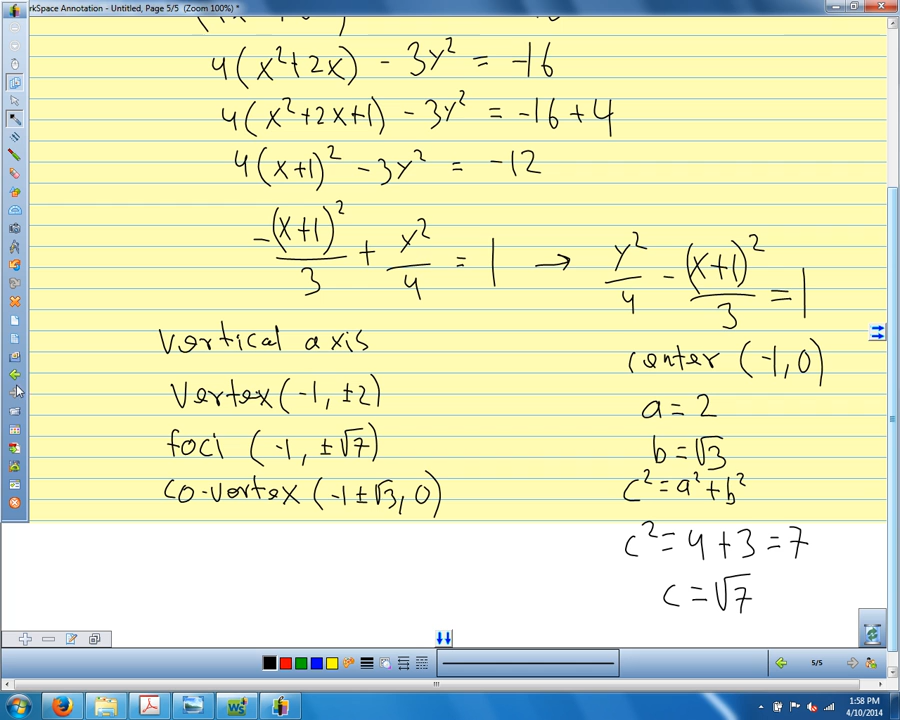 rkSpace Annotation - Untitled, Page 5/5 (Zoom 100%) *
4(x²+2x) - 3y² = -16
4(x²+2x+1) - 3y² = -16+4
4(x+1)² - 3y² = -12
-(x+1)²/3 + y²/4 = 1 → y²/4 - (x+1)²/3 = 1
vertical axis
center (-1,0)
Vertex (-1, ±2)
a = 2
foci (-1, ±√7)
b = √3
co-vertex (-1±√3, 0)
c² = a²+b²
c² = 4+3 = 7
c = √7
5/5
1:58 PM
4/10/2014